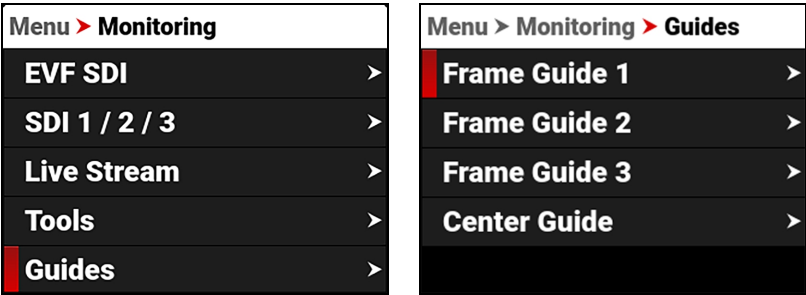 Menu > Monitoring
EVF SDI
SDI 1 / 2 / 3
Live Stream
Tools
Guides
Menu > Monitoring > Guides
Frame Guide 1
Frame Guide 2
Frame Guide 3
Center Guide